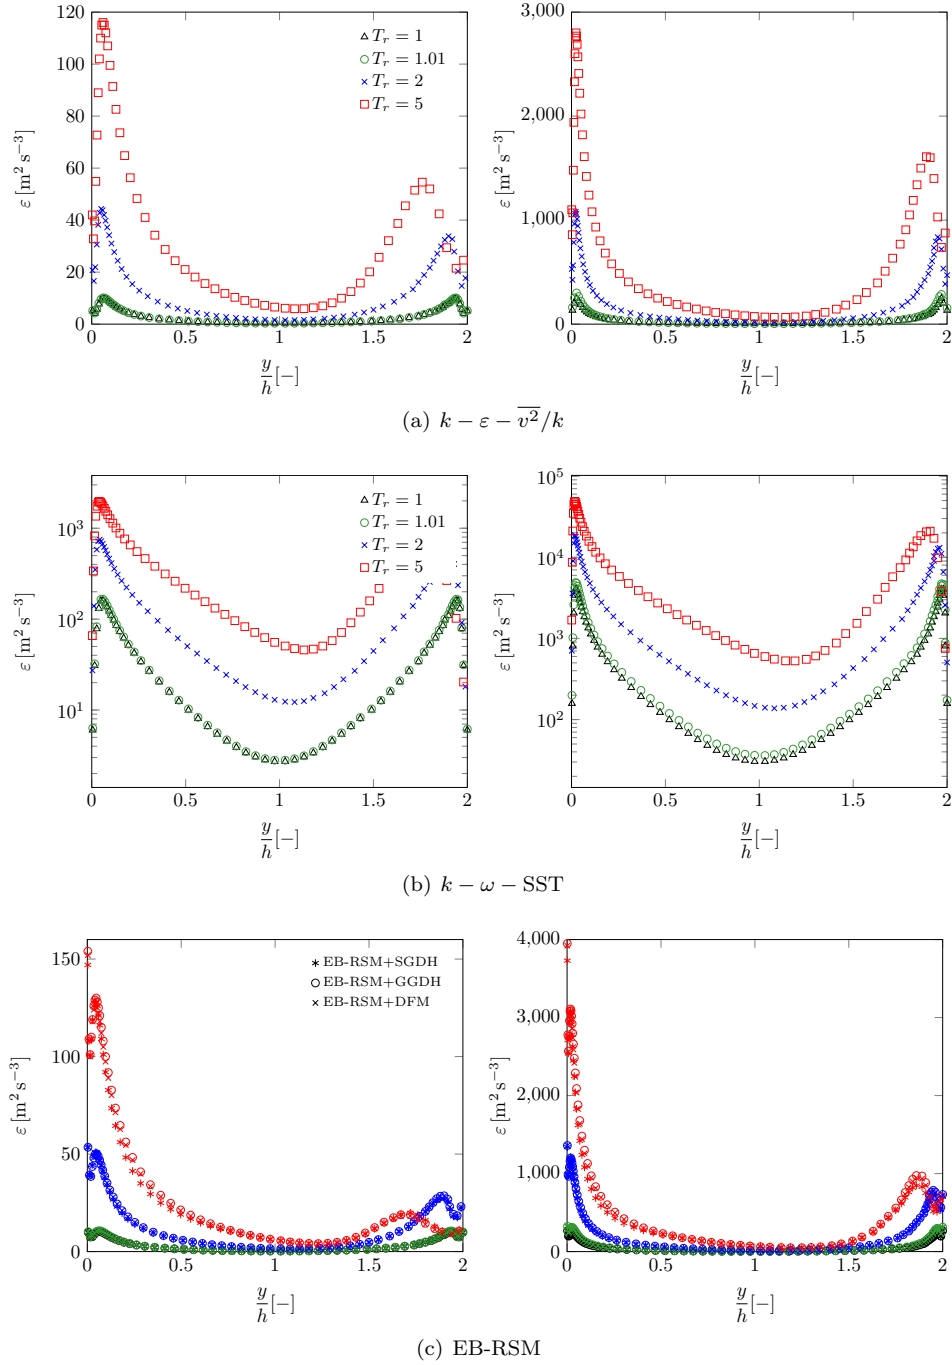 120
100
80
60
40
20
0
ε [m² s⁻³]
T_r = 1
T_r = 1.01
T_r = 2
T_r = 5
0
0.5
1
1.5
2
y/h [−]
3,000
2,000
1,000
0
ε [m² s⁻³]
0
0.5
1
1.5
2
y/h [−]
(a) k − ε − \overline{v²}/k
10³
10²
10¹
ε [m² s⁻³]
T_r = 1
T_r = 1.01
T_r = 2
T_r = 5
0
0.5
1
1.5
2
y/h [−]
10⁵
10⁴
10³
10²
ε [m² s⁻³]
0
0.5
1
1.5
2
y/h [−]
(b) k − ω − SST
150
100
50
0
ε [m² s⁻³]
EB-RSM+SGDH
EB-RSM+GGDH
EB-RSM+DFM
0
0.5
1
1.5
2
y/h [−]
4,000
3,000
2,000
1,000
0
ε [m² s⁻³]
0
0.5
1
1.5
2
y/h [−]
(c) EB-RSM